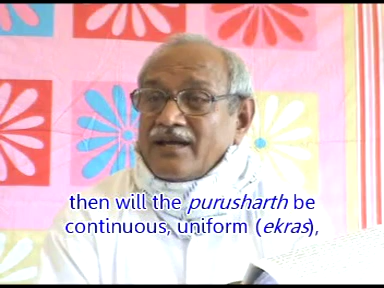 then will the purusharth be
continuous, uniform (ekras),